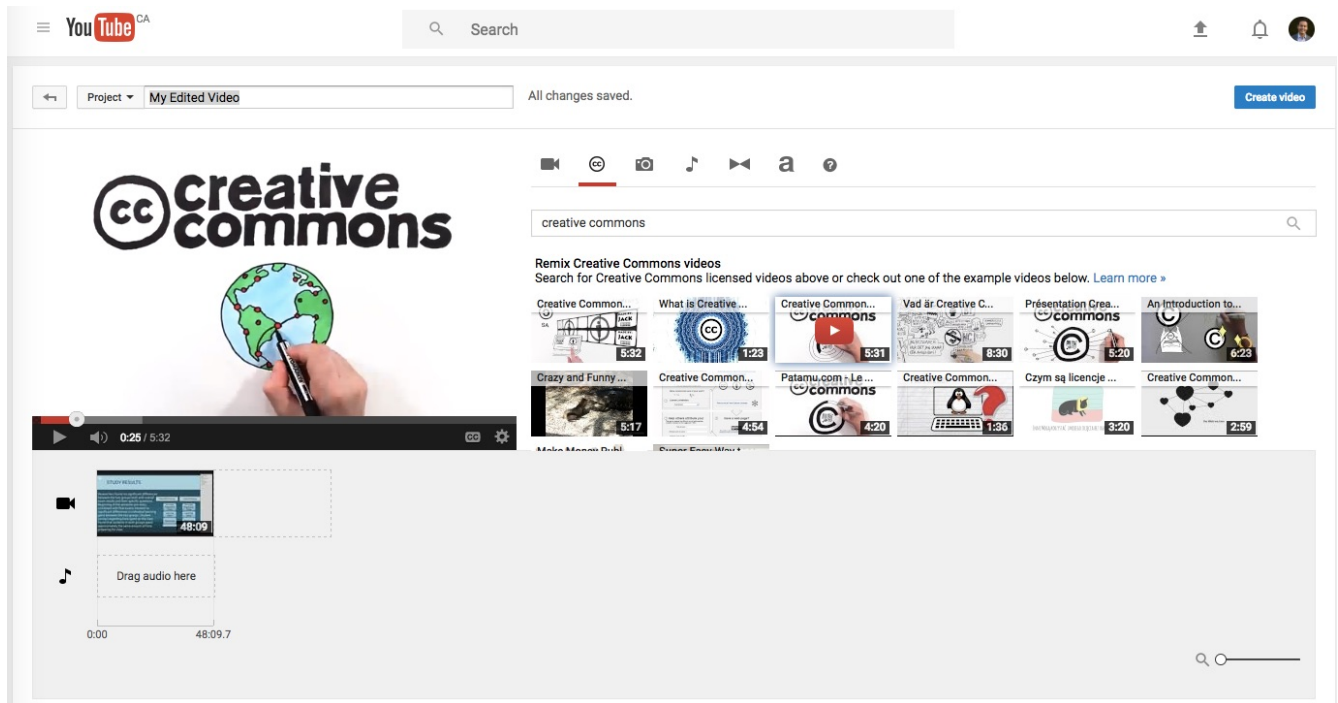 YouTube CA
Search
Project
My Edited Video
All changes saved.
Create video
cc creative commons
creative commons
Remix Creative Commons videos
Search for Creative Commons licensed videos above or check out one of the example videos below. Learn more »
Creative Common...
What is Creative ...
Creative Common...
Vad är Creative C...
Présentation Crea...
An Introduction to...
5:32
1:23
5:31
8:30
5:20
6:23
Crazy and Funny ...
Creative Common...
Patamu.com - Le ...
Creative Common...
Czym są licencje ...
Creative Common...
5:17
4:54
4:20
1:36
3:20
2:59
0:25 / 5:32
STUDY RESULTS
48:09
Drag audio here
0:00
48:09.7